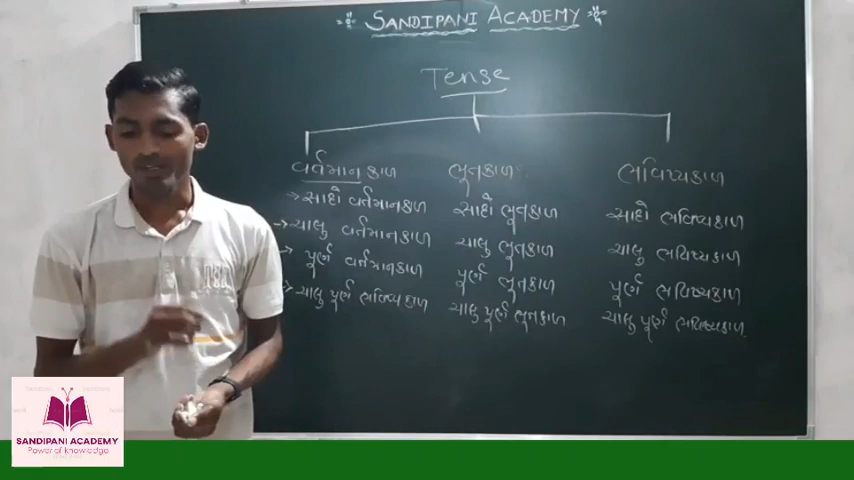 SANDIPANI ACADEMY
Tense
વર્તમાનકાળ
→ સાદો વર્તમાનકાળ
→ ચાલુ વર્તમાનકાળ
→ પૂર્ણ વર્તમાનકાળ
→ ચાલુ પૂર્ણ ભવિષ્યકાળ
ભૂતકાળ
સાદો ભૂતકાળ
ચાલુ ભૂતકાળ
પૂર્ણ ભૂતકાળ
ચાલુ પૂર્ણ ભૂતકાળ
ભવિષ્યકાળ
સાદો ભવિષ્યકાળ
ચાલુ ભવિષ્યકાળ
પૂર્ણ ભવિષ્યકાળ
ચાલુ પૂર્ણ ભવિષ્યકાળ
SANDIPANI ACADEMY
Power of knowledge